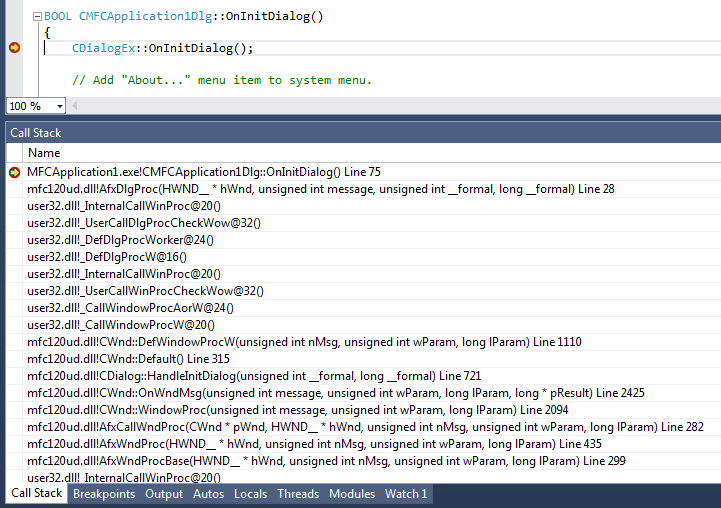 BOOL CMFCApplication1Dlg::OnInitDialog()
{
CDialogEx::OnInitDialog();
// Add "About..." menu item to system menu.
100 %
Call Stack
Name
MFCApplication1.exe!CMFCApplication1Dlg::OnInitDialog() Line 75
mfc120ud.dll!AfxDlgProc(HWND__ * hWnd, unsigned int message, unsigned int __formal, long __formal) Line 28
user32.dll!_InternalCallWinProc@20()
user32.dll!_UserCallDlgProcCheckWow@32()
user32.dll!_DefDlgProcWorker@24()
user32.dll!_DefDlgProcW@16()
user32.dll!_InternalCallWinProc@20()
user32.dll!_UserCallWinProcCheckWow@32()
user32.dll!_CallWindowProcAorW@24()
user32.dll!_CallWindowProcW@20()
mfc120ud.dll!CWnd::DefWindowProcW(unsigned int nMsg, unsigned int wParam, long lParam) Line 1110
mfc120ud.dll!CWnd::Default() Line 315
mfc120ud.dll!CDialog::HandleInitDialog(unsigned int __formal, long __formal) Line 721
mfc120ud.dll!CWnd::OnWndMsg(unsigned int message, unsigned int wParam, long lParam, long * pResult) Line 2425
mfc120ud.dll!CWnd::WindowProc(unsigned int message, unsigned int wParam, long lParam) Line 2094
mfc120ud.dll!AfxCallWndProc(CWnd * pWnd, HWND__ * hWnd, unsigned int nMsg, unsigned int wParam, long lParam) Line 282
mfc120ud.dll!AfxWndProc(HWND__ * hWnd, unsigned int nMsg, unsigned int wParam, long lParam) Line 435
mfc120ud.dll!AfxWndProcBase(HWND__ * hWnd, unsigned int nMsg, unsigned int wParam, long lParam) Line 299
user32.dll!_InternalCallWinProc@20()
Call Stack Breakpoints Output Autos Locals Threads Modules Watch 1